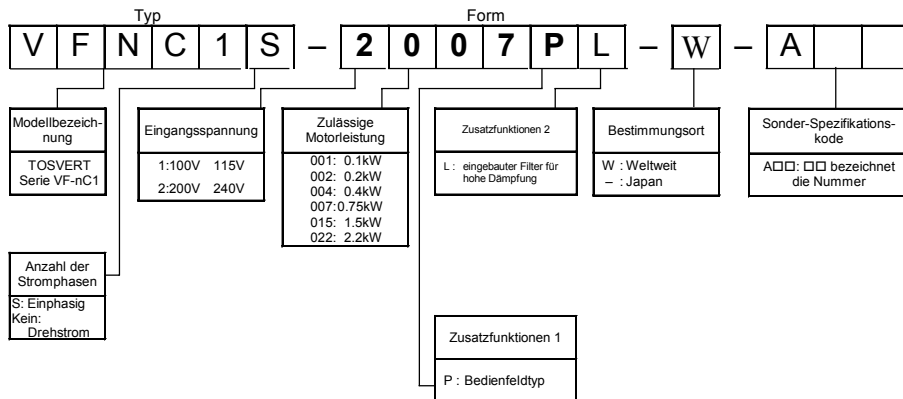 Typ
Form
V F N C 1 S – 2 0 0 7 P L – W – A
Modellbezeich-
nung
TOSVERT
Serie VF-nC1
Eingangsspannung
1:100V 115V
2:200V 240V
Zulässige
Motorleistung
001: 0.1kW
002: 0.2kW
004: 0.4kW
007:0.75kW
015: 1.5kW
022: 2.2kW
Zusatzfunktionen 2
L : eingebauter Filter für
hohe Dämpfung
Bestimmungsort
W : Weltweit
– : Japan
Sonder-Spezifikations-
kode
A□□: □□ bezeichnet
die Nummer
Anzahl der
Stromphasen
S: Einphasig
Kein:
Drehstrom
Zusatzfunktionen 1
P : Bedienfeldtyp